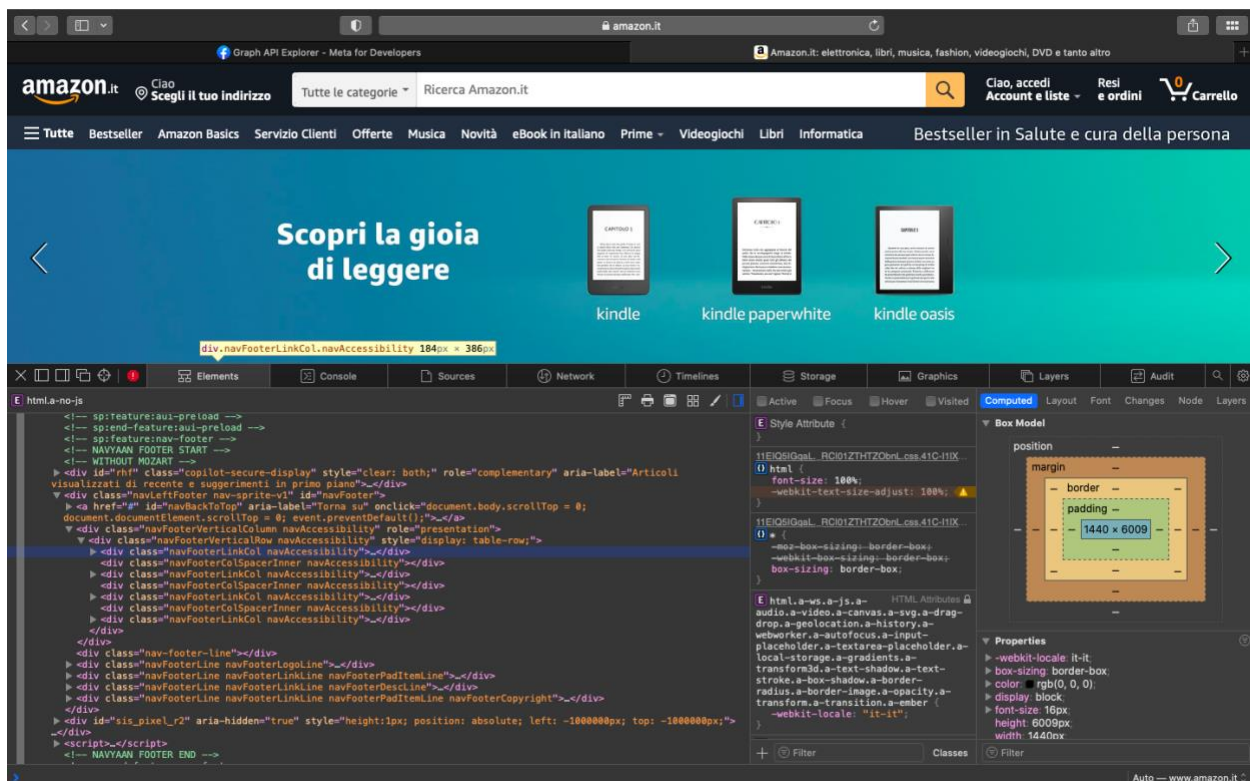 amazon.it
Graph API Explorer - Meta for Developers
Amazon.it: elettronica, libri, musica, fashion, videogiochi, DVD e tanto altro
amazon.it
Ciao
Scegli il tuo indirizzo
Tutte le categorie
Ricerca Amazon.it
Ciao, accedi
Account e liste
Resi
e ordini
0
Carrello
Tutte Bestseller Amazon Basics Servizio Clienti Offerte Musica Novità eBook in italiano Prime Videogiochi Libri Informatica Bestseller in Salute e cura della persona
Scopri la gioia
di leggere
CAPITOLO 1
kindle kindle paperwhite kindle oasis
div.navFooterLinkCol.navAccessibility 184px × 386px
Elements Console Sources Network Timelines Storage Graphics Layers Audit
E html.a-no-js
<!-- sp:feature:aui-preload -->
<!-- sp:end-feature:aui-preload -->
<!-- sp:feature:nav-footer -->
<!-- NAVYAAN FOOTER START -->
<!-- WITHOUT MOZART -->
<div id="rhf" class="copilot-secure-display" style="clear: both;" role="complementary" aria-label="Articoli
visualizzati di recente e suggerimenti in primo piano">…</div>
<div class="navLeftFooter nav-sprite-v1" id="navFooter">
<a href="#" id="navBackToTop" aria-label="Torna su" onclick="document.body.scrollTop = 0;
document.documentElement.scrollTop = 0; event.preventDefault();">…</a>
<div class="navFooterVerticalColumn navAccessibility" role="presentation">
<div class="navFooterVerticalRow navAccessibility" style="display: table-row;">
<div class="navFooterLinkCol navAccessibility">…</div>
<div class="navFooterColSpacerInner navAccessibility"></div>
<div class="navFooterLinkCol navAccessibility">…</div>
<div class="navFooterColSpacerInner navAccessibility"></div>
<div class="navFooterLinkCol navAccessibility">…</div>
<div class="navFooterColSpacerInner navAccessibility"></div>
<div class="navFooterLinkCol navAccessibility">…</div>
</div>
</div>
<div class="nav-footer-line"></div>
<div class="navFooterLine navFooterLogoLine">…</div>
<div class="navFooterLine navFooterLinkLine navFooterPadItemLine">…</div>
<div class="navFooterLine navFooterLinkLine navFooterDescLine">…</div>
<div class="navFooterLine navFooterLinkLine navFooterPadItemLine navFooterCopyright">…</div>
</div>
<div id="sis_pixel_r2" aria-hidden="true" style="height:1px; position: absolute; left: -1000000px; top: -1000000px;">
…</div>
<script>…</script>
<!-- NAVYAAN FOOTER END -->
Active Focus Hover Visited
E Style Attribute {
}
html {
font-size: 100%;
-webkit-text-size-adjust: 100%;
}
* {
-moz-box-sizing: border-box;
-webkit-box-sizing: border-box;
box-sizing: border-box;
}
E html.a-ws.a-js.a- HTML Attributes
audio.a-video.a-canvas.a-svg.a-drag-
drop.a-geolocation.a-history.a-
webworker.a-autofocus.a-input-
placeholder.a-textarea-placeholder.a-
local-storage.a-gradients.a-
transform3d.a-text-shadow.a-text-
stroke.a-box-shadow.a-border-
radius.a-border-image.a-opacity.a-
transform.a-transition.a-ember {
-webkit-locale: "it-it";
}
Filter Classes
Computed Layout Font Changes Node Layers
Box Model
position –
margin –
border –
padding –
1440 × 6009
Properties
-webkit-locale: it-it;
box-sizing: border-box;
color: rgb(0, 0, 0);
display: block;
font-size: 16px;
height: 6009px;
width: 1440px;
Filter
Auto — www.amazon.it